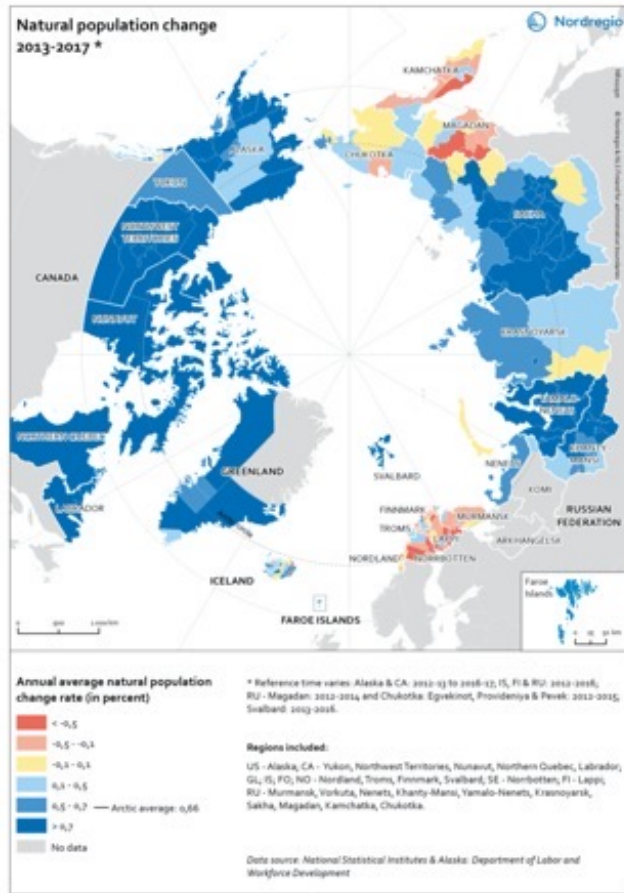 Natural population change
2013-2017 *
Nordregio
KAMCHATKA
MAGADAN
CHUKOTKA
ALASKA
YUKON
NORTHWEST
TERRITORIES
SAKHA
CANADA
NUNAVUT
KRASNOYARSK
YAMALO-
NENETS
NORTHERN QUEBEC
KHANTY-
MANSI
GREENLAND
SVALBARD
NENETS
LABRADOR
KOMI
FINNMARK
RUSSIAN
FEDERATION
TROMS
MURMANSK
LAPPI
ARKHANGELSK
NORDLAND
NORRBOTTEN
ICELAND
Faroe
Islands
FAROE ISLANDS
Annual average natural population
change rate (in percent)
< -0,5
-0,5 - -0,1
-0,1 - 0,1
0,1 - 0,5
0,5 - 0,7
Arctic average: 0,66
> 0,7
No data
* Reference time varies: Alaska & CA: 2012-13 to 2016-17; IS, FI & RU: 2012-2016;
RU - Magadan: 2012-2014 and Chukotka: Egvekinot, Provideniya & Pevek: 2012-2015,
Svalbard: 2013-2016.
Regions included:
US - Alaska, CA - Yukon, Northwest Territories, Nunavut, Northern Quebec, Labrador;
GL; IS; FO; NO - Nordland, Troms, Finnmark, Svalbard; SE - Norrbotten; FI - Lappi;
RU - Murmansk, Vorkuta, Nenets, Khanty-Mansi, Yamalo-Nenets, Krasnoyarsk,
Sakha, Magadan, Kamchatka, Chukotka.
Data source: National Statistical Institutes & Alaska: Department of Labor and
Workforce Development